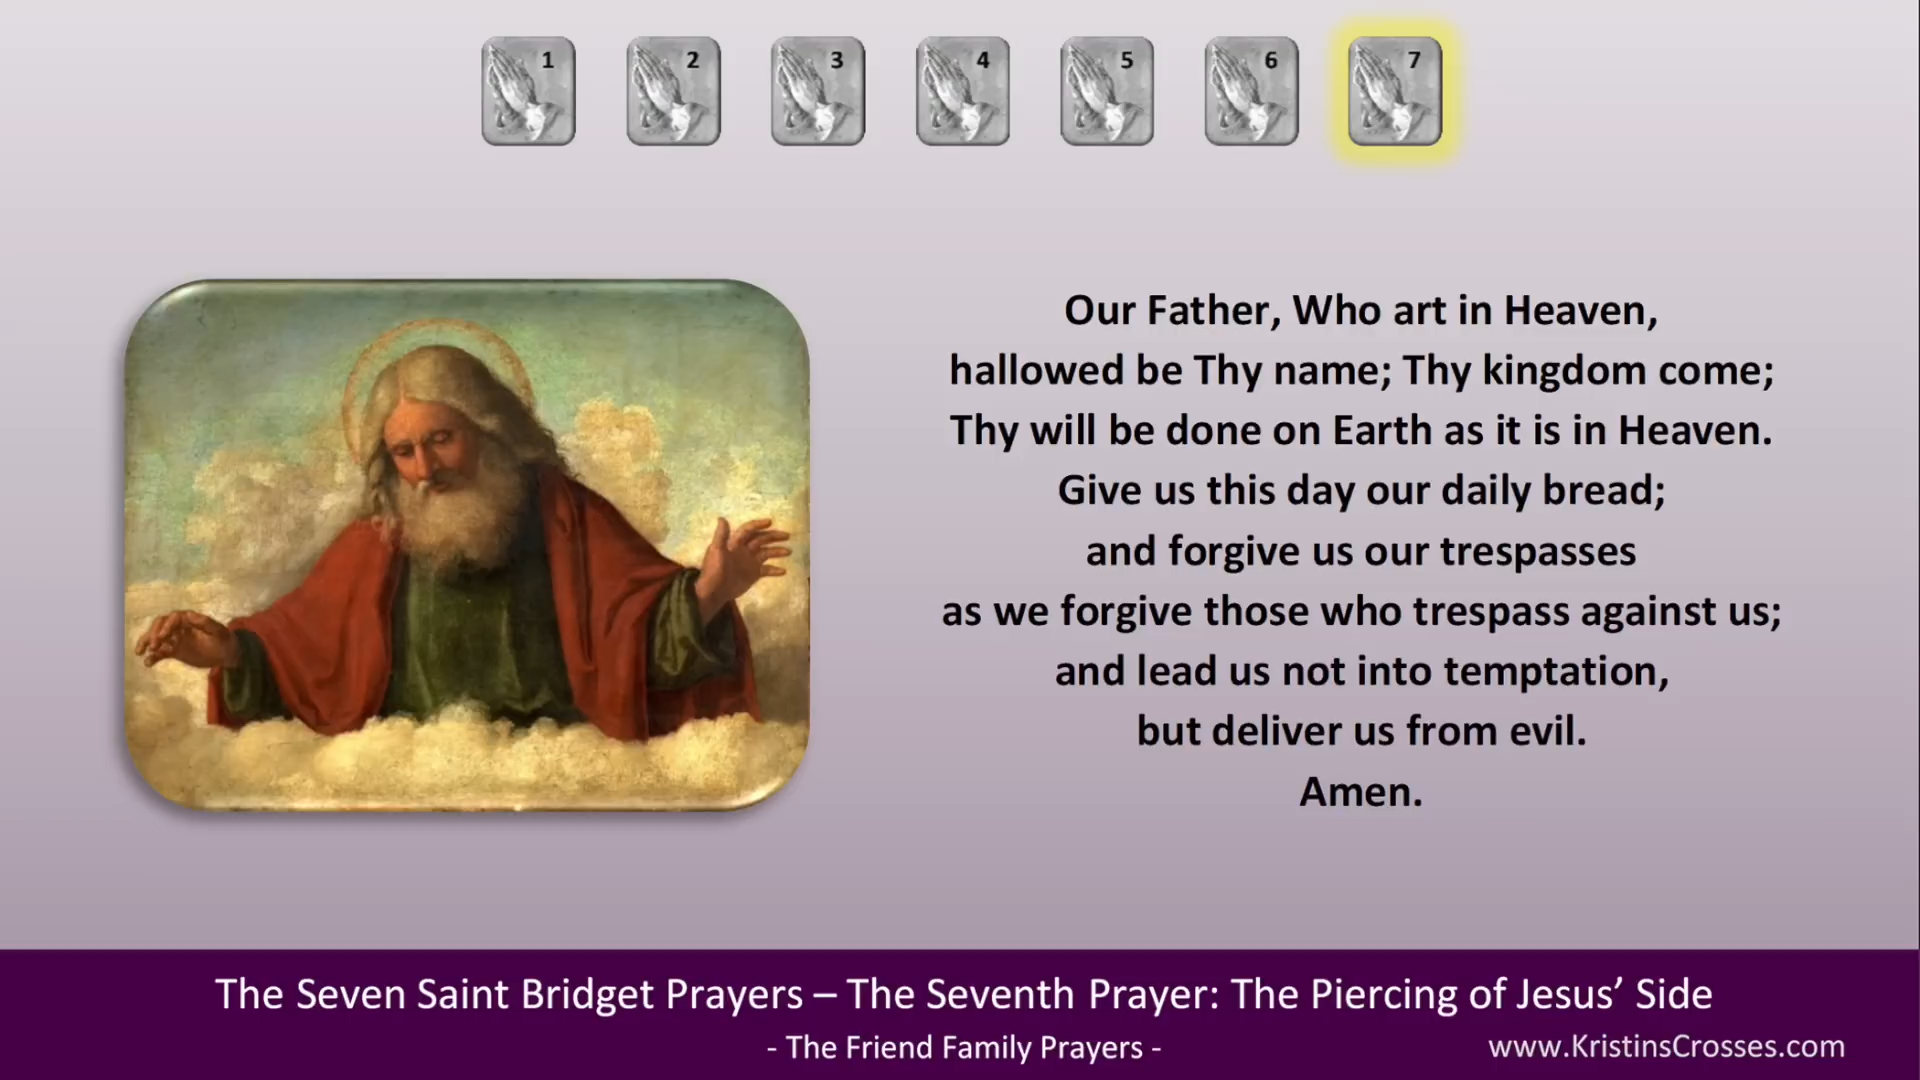 1
2
3
4
5
6
7
Our Father, Who art in Heaven,
hallowed be Thy name; Thy kingdom come;
Thy will be done on Earth as it is in Heaven.
Give us this day our daily bread;
and forgive us our trespasses
as we forgive those who trespass against us;
and lead us not into temptation,
but deliver us from evil.
Amen.
The Seven Saint Bridget Prayers – The Seventh Prayer: The Piercing of Jesus’ Side
- The Friend Family Prayers -
www.KristinsCrosses.com